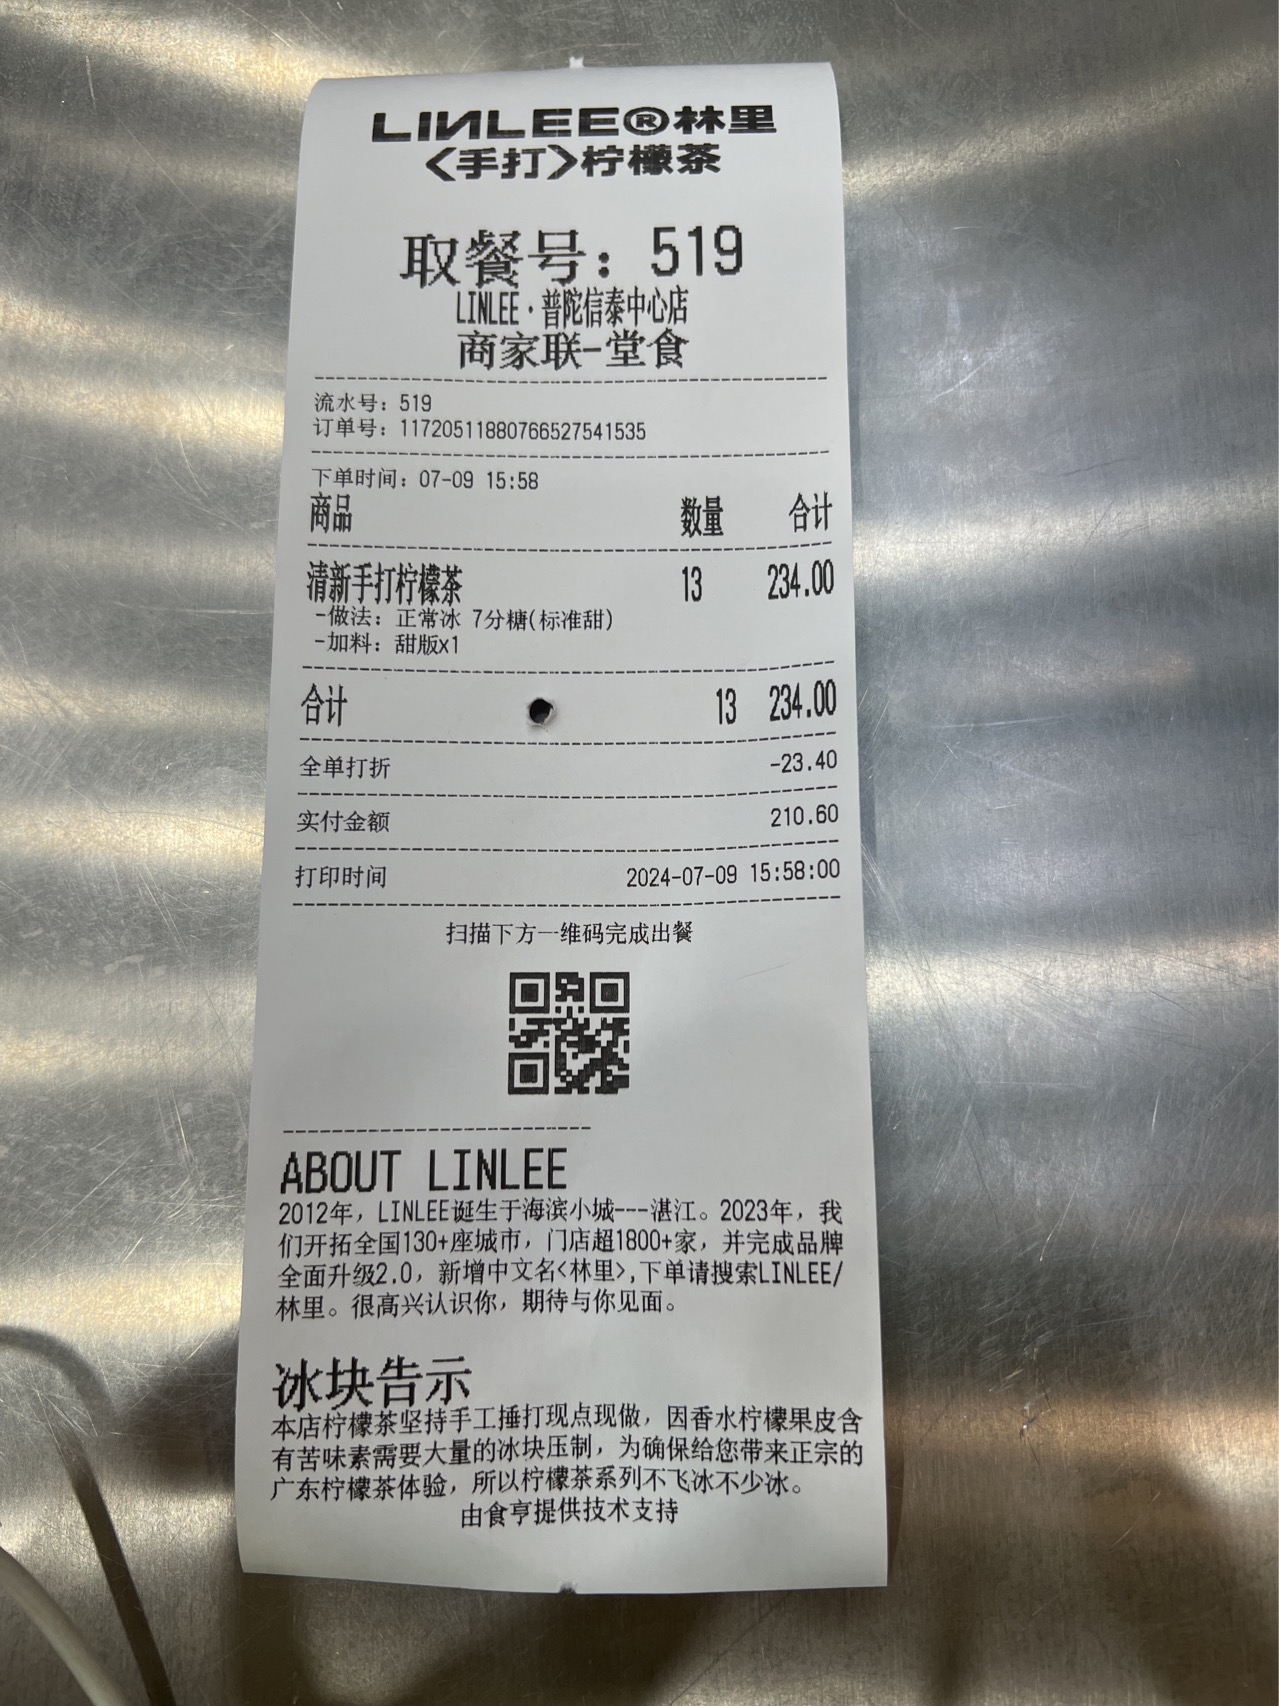 LINLEE®林里
<手打>柠檬茶
取餐号：519
LINLEE·普陀信泰中心店
商家联-堂食
流水号：519
订单号：11720511880766527541535
下单时间：07-09 15:58
商品 数量 合计
清新手打柠檬茶 13 234.00
-做法：正常冰 7分糖(标准甜)
-加料：甜版x1
合计 13 234.00
全单打折 -23.40
实付金额 210.60
打印时间 2024-07-09 15:58:00
扫描下方一维码完成出餐
ABOUT LINLEE
2012年，LINLEE诞生于海滨小城---湛江。2023年，我
们开拓全国130+座城市，门店超1800+家，并完成品牌
全面升级2.0，新增中文名<林里>,下单请搜索LINLEE/
林里。很高兴认识你，期待与你见面。
冰块告示
本店柠檬茶坚持手工捶打现点现做，因香水柠檬果皮含
有苦味素需要大量的冰块压制，为确保给您带来正宗的
广东柠檬茶体验，所以柠檬茶系列不飞冰不少冰。
由食亨提供技术支持